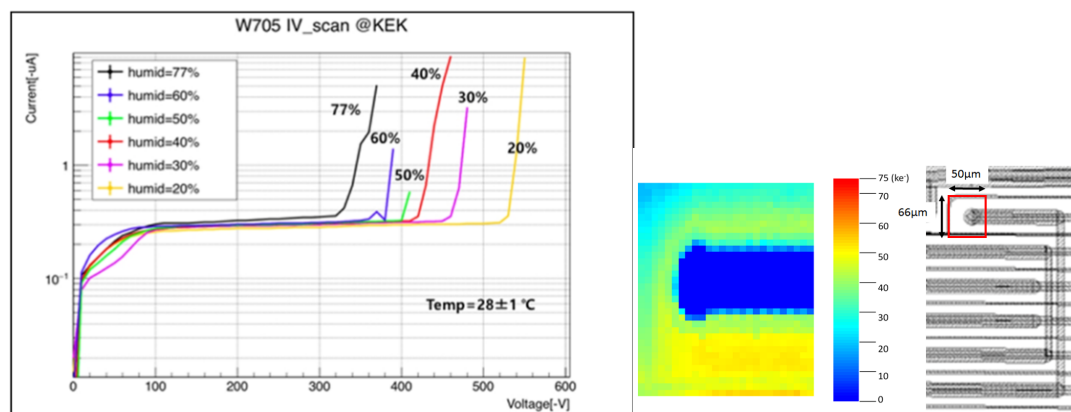 W705 IV_scan @KEK
Current[-uA]
humid=77%
humid=60%
humid=50%
humid=40%
humid=30%
humid=20%
77%
60%
50%
40%
30%
20%
1
10⁻¹
Temp=28±1 ℃
0 100 200 300 400 500 600
Voltage[-V]
75 (ke⁻)
70
60
50
40
30
20
10
0
50μm
66μm